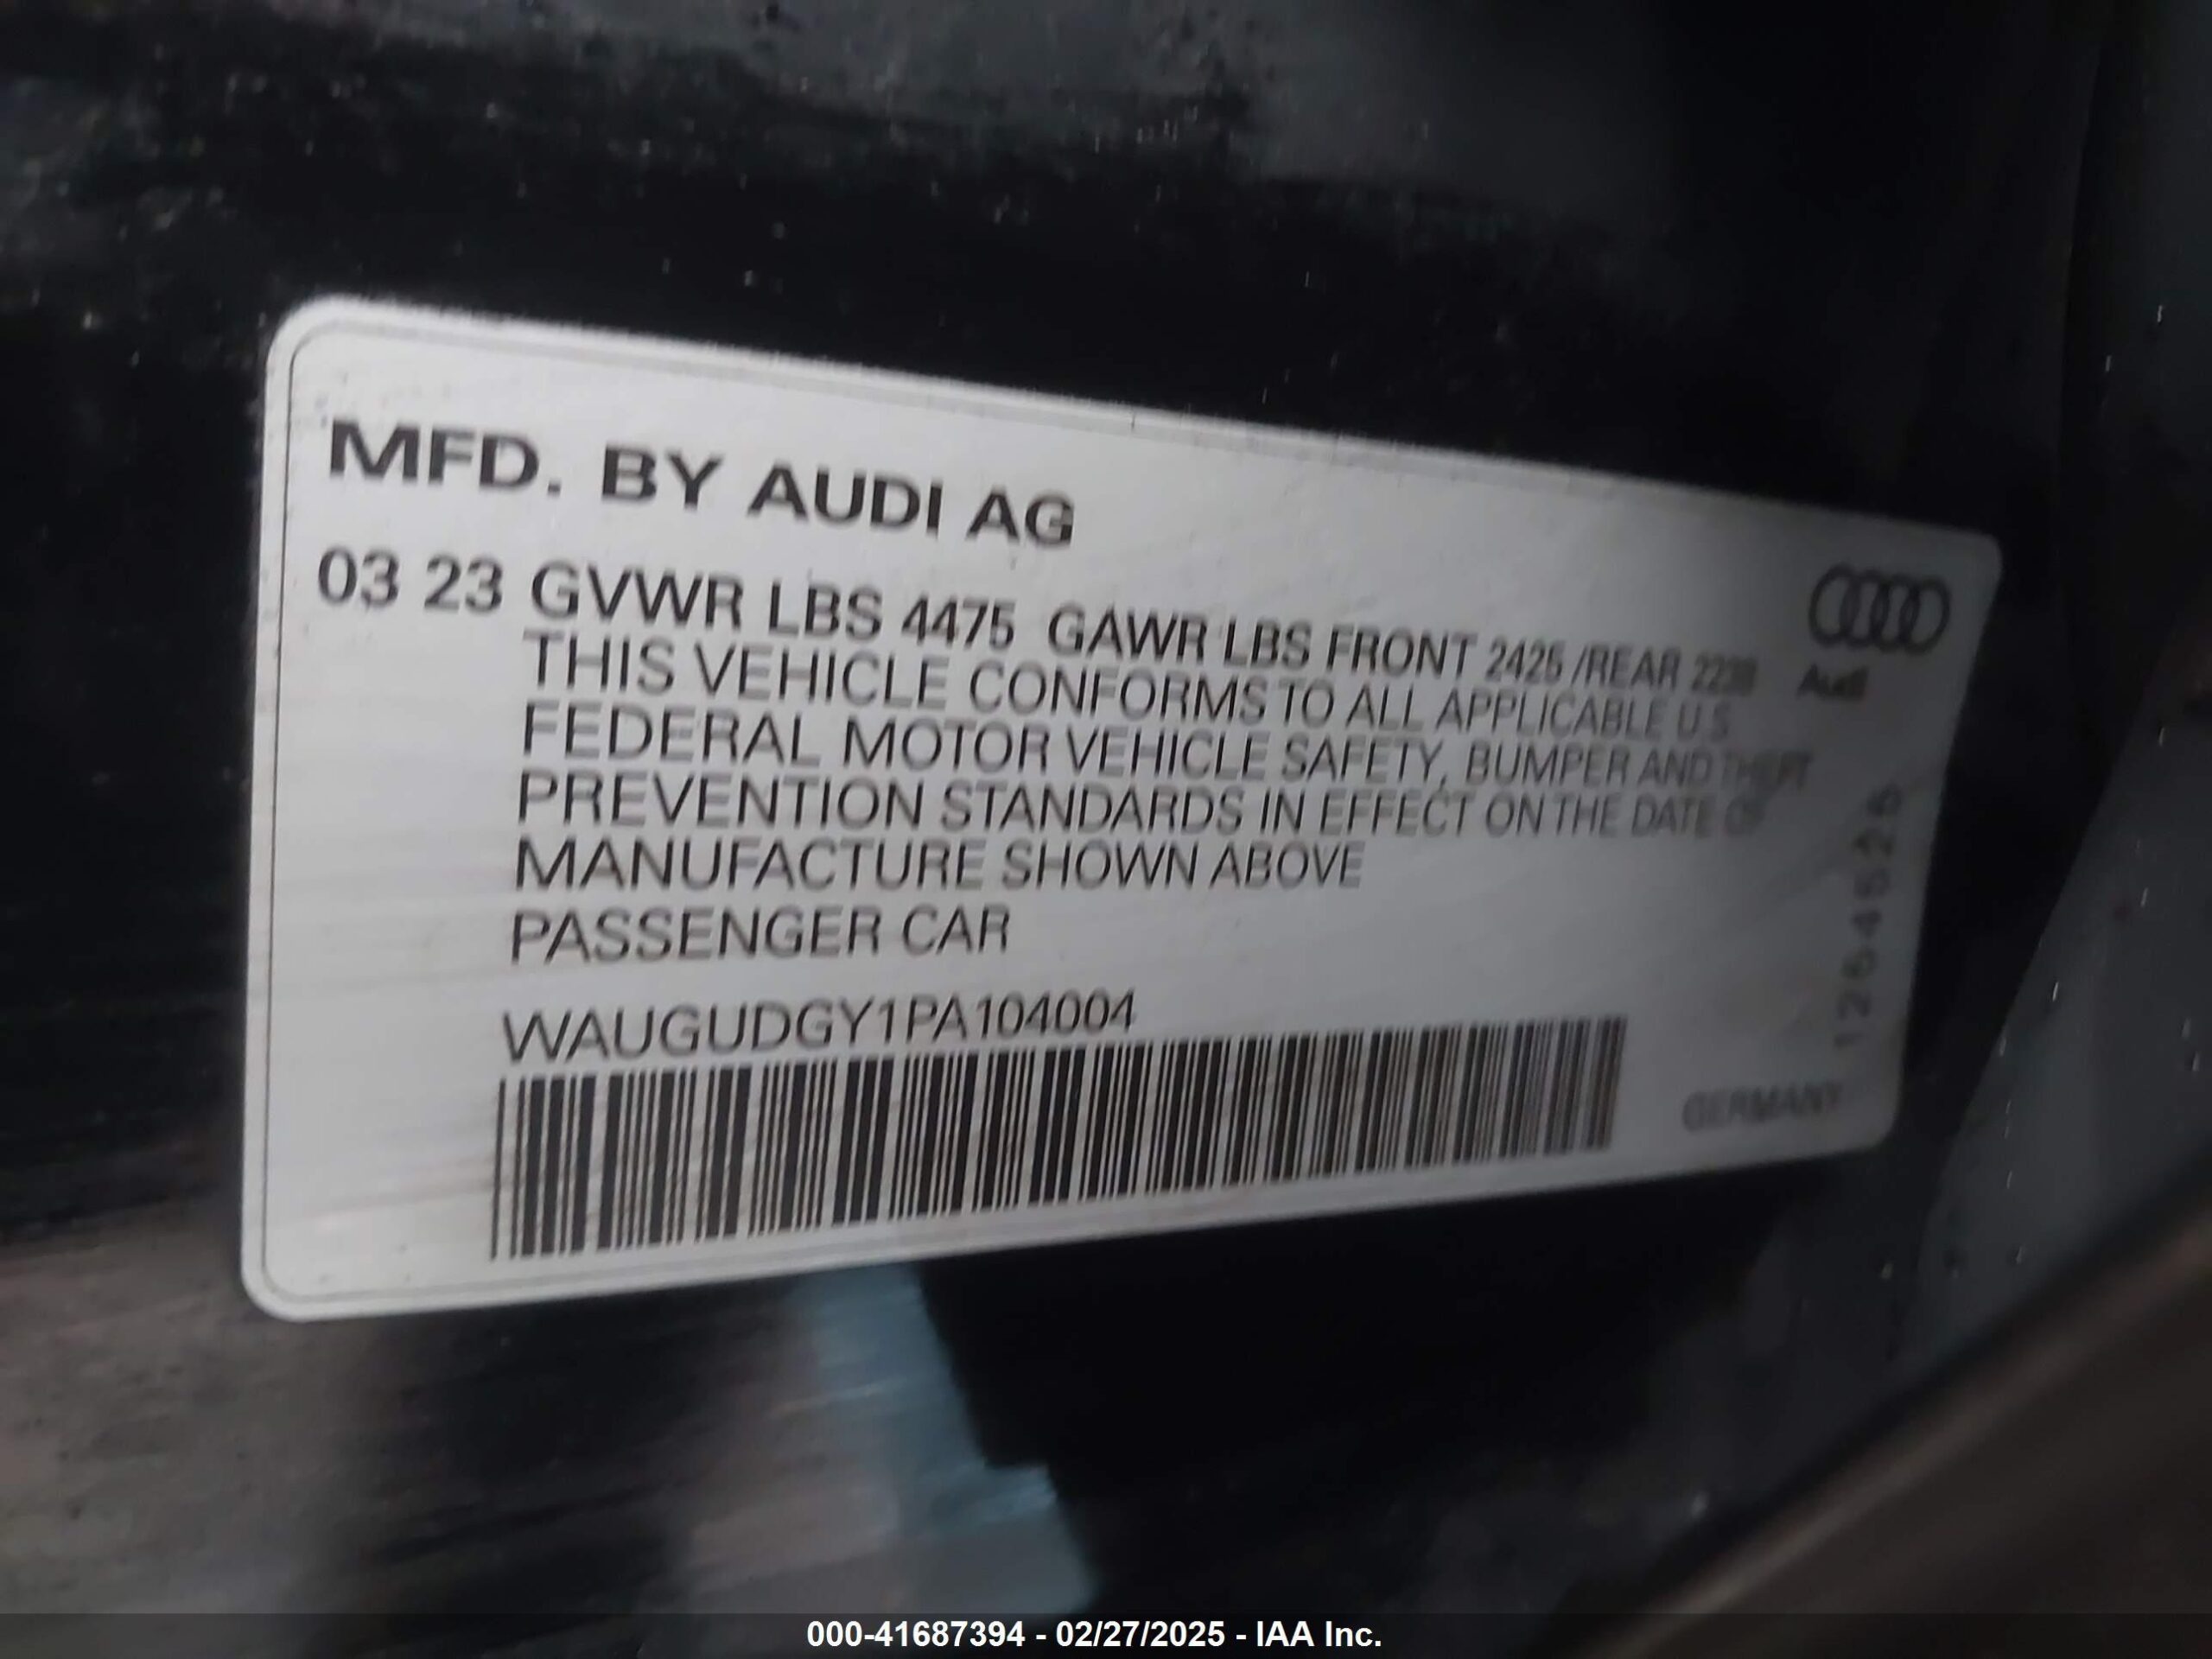 MFD. BY AUDI AG
03 23 GVWR LBS 4475 GAWR LBS FRONT 2425 /REAR
Audi
THIS VEHICLE CONFORMS TO ALL APPLICABLE U.S.
FEDERAL MOTOR VEHICLE SAFETY, BUMPER AND THEFT
PREVENTION STANDARDS IN EFFECT ON THE DATE OF
MANUFACTURE SHOWN ABOVE
PASSENGER CAR
WAUGUDGY1PA104004
GERMANY
000-41687394 - 02/27/2025 - IAA Inc.